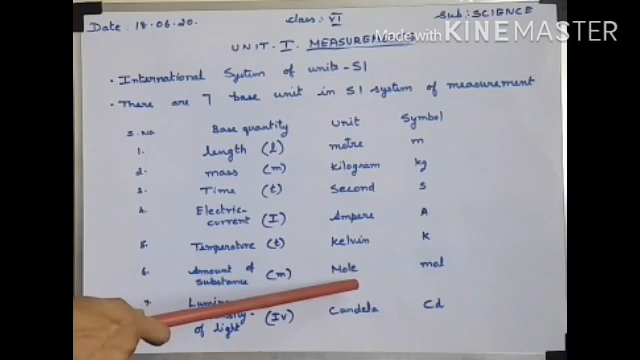 Date: 18.06.20. class: VI Sub: SCIENCE
Made with KINEMASTER
UNIT-I. MEASUREMENTS
• International System of units - SI
• There are 7 base unit in SI system of measurement
S.No Base quantity Unit Symbol
1. length (l) metre m
2. mass (m) kilogram kg
3. Time (t) Second s
4. Electric-
current (I) Ampere A
5. Temperature (t) kelvin k
6. Amount of
substance (m) Mole mol
7.
of light (Iv) Candela Cd